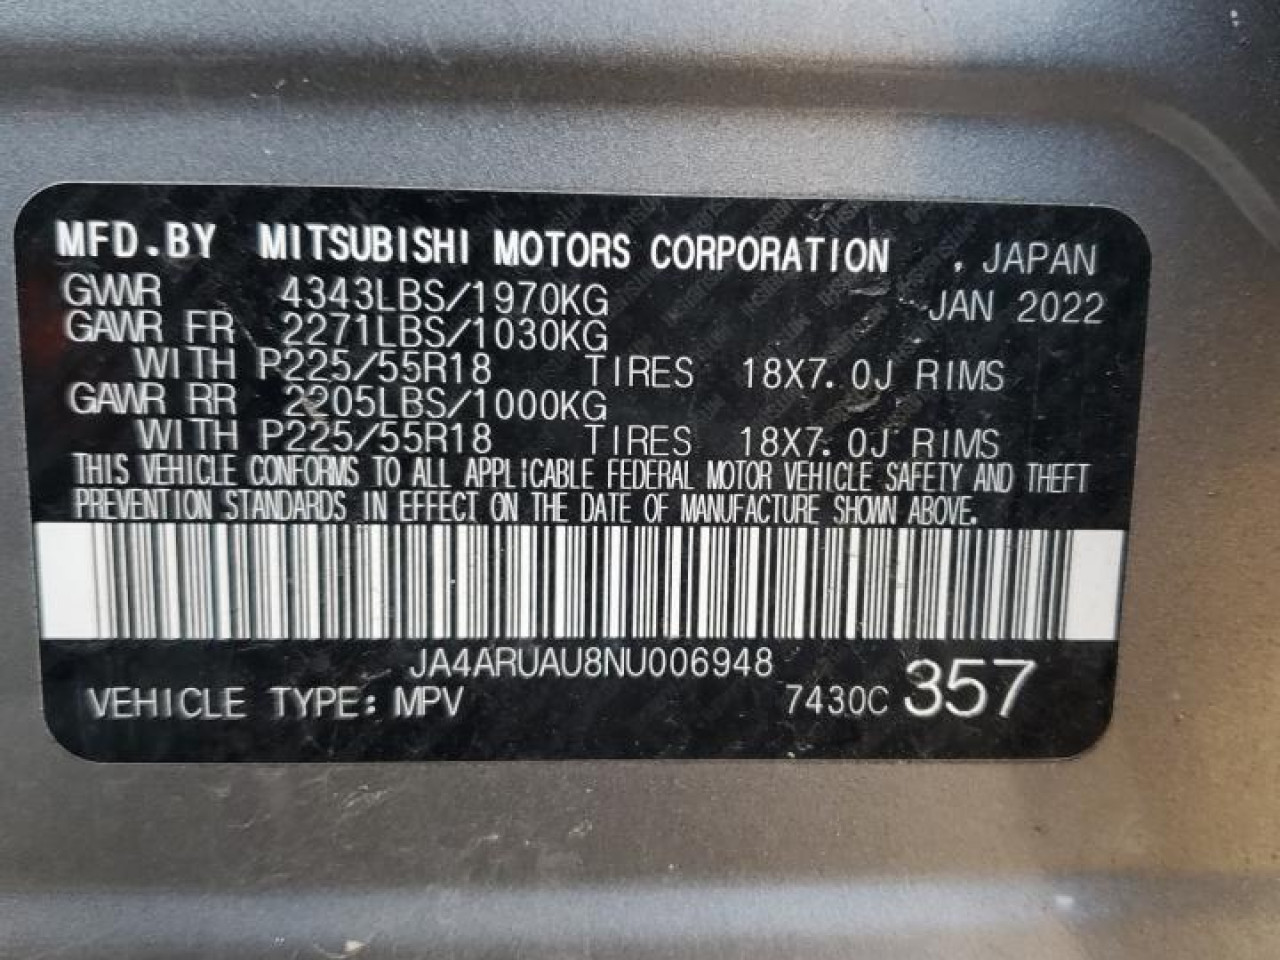 MFD.BY MITSUBISHI MOTORS CORPORATION , JAPAN
GWVR 4343LBS/1970KG JAN 2022
GAWR FR 2271LBS/1030KG
WITH P225/55R18 TIRES 18X7.0J RIMS
GAWR RR 2205LBS/1000KG
WITH P225/55R18 TIRES 18X7.0J RIMS
THIS VEHICLE CONFORMS TO ALL APPLICABLE FEDERAL MOTOR VEHICLE SAFETY AND THEFT
PREVENTION STANDARDS IN EFFECT ON THE DATE OF MANUFACTURE SHOWN ABOVE.
JA4ARUAU8NU006948
VEHICLE TYPE: MPV 7430C 357